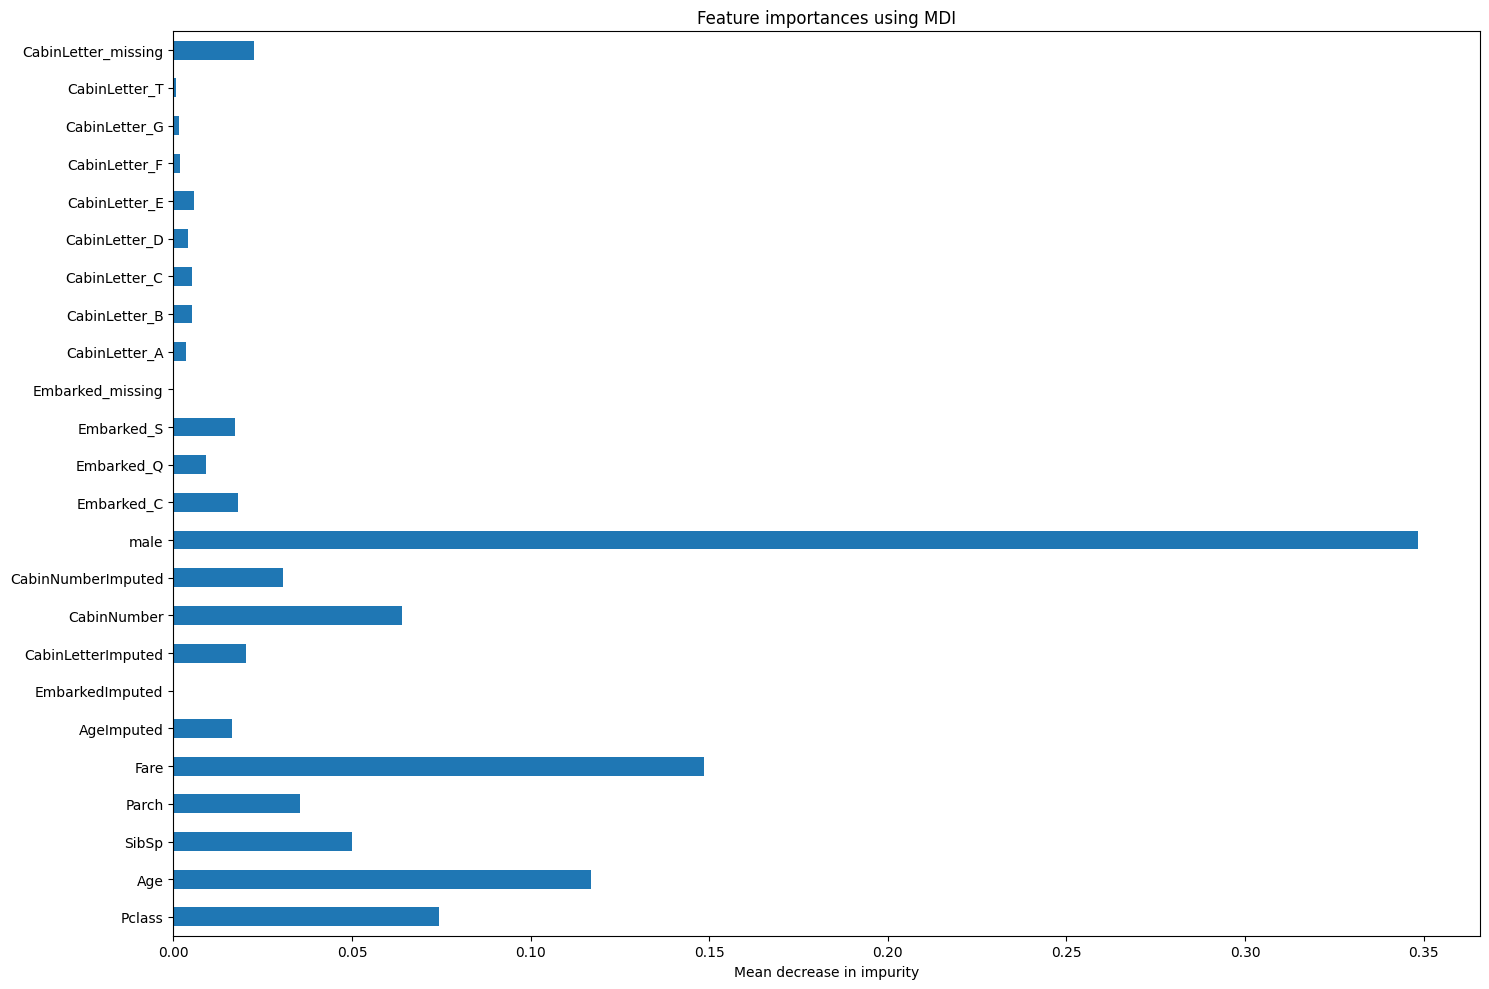 Feature importances using MDI
CabinLetter_missing
CabinLetter_T
CabinLetter_G
CabinLetter_F
CabinLetter_E
CabinLetter_D
CabinLetter_C
CabinLetter_B
CabinLetter_A
Embarked_missing
Embarked_S
Embarked_Q
Embarked_C
male
CabinNumberImputed
CabinNumber
CabinLetterImputed
EmbarkedImputed
AgeImputed
Fare
Parch
SibSp
Age
Pclass
0.00 0.05 0.10 0.15 0.20 0.25 0.30 0.35
Mean decrease in impurity